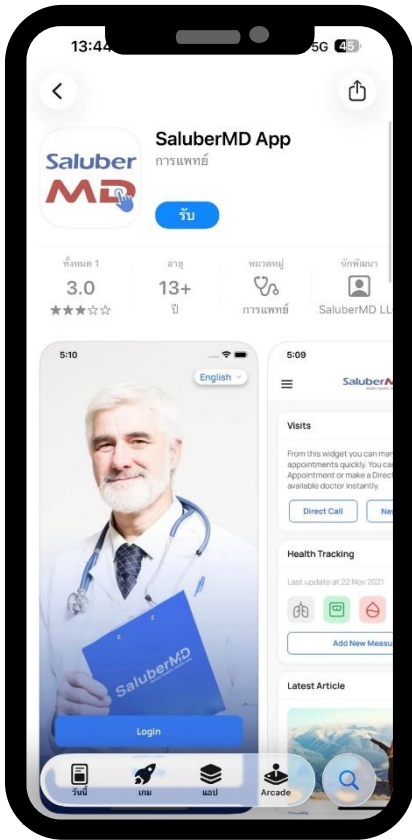 13:44
5G 45
Saluber
MD
SaluberMD App
การแพทย์
รับ
ทั้งหมด 1
อายุ
หมวดหมู่
นักพัฒนา
3.0
13+
★★★☆☆
ปี
การแพทย์
SaluberMD LL
5:10
English
SaluberMD
Login
5:09
Saluber
Visits
From this widget you can
appointments quickly. You
Appointment or make a Direct
available doctor instantly.
Direct Call
Health Tracking
Last update at 22 Nov 2021
Add New
Latest Article
วันนี้
เกม
แอป
Arcade